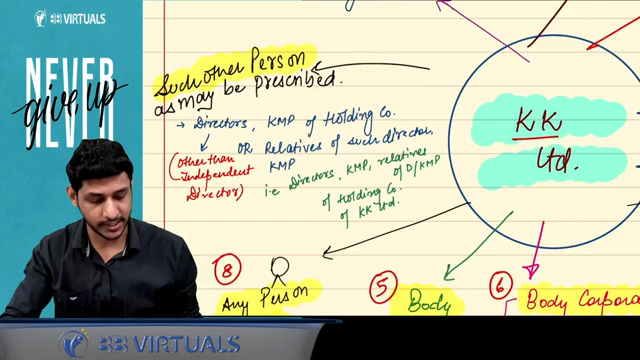 BB VIRTUALS
NEVER
give up
NEVER
Such other Person
as may be prescribed.
→ Directors, KMP of Holding Co.
OR Relatives of such director,
KMP
(Other than
Independent
Director)
i.e Directors, KMP, relatives
of D/KMP
of Holding Co.
of KK Ltd.
KK
Ltd.
8
Any Person
5
Body
6
Body Corpora
BB VIRTUALS